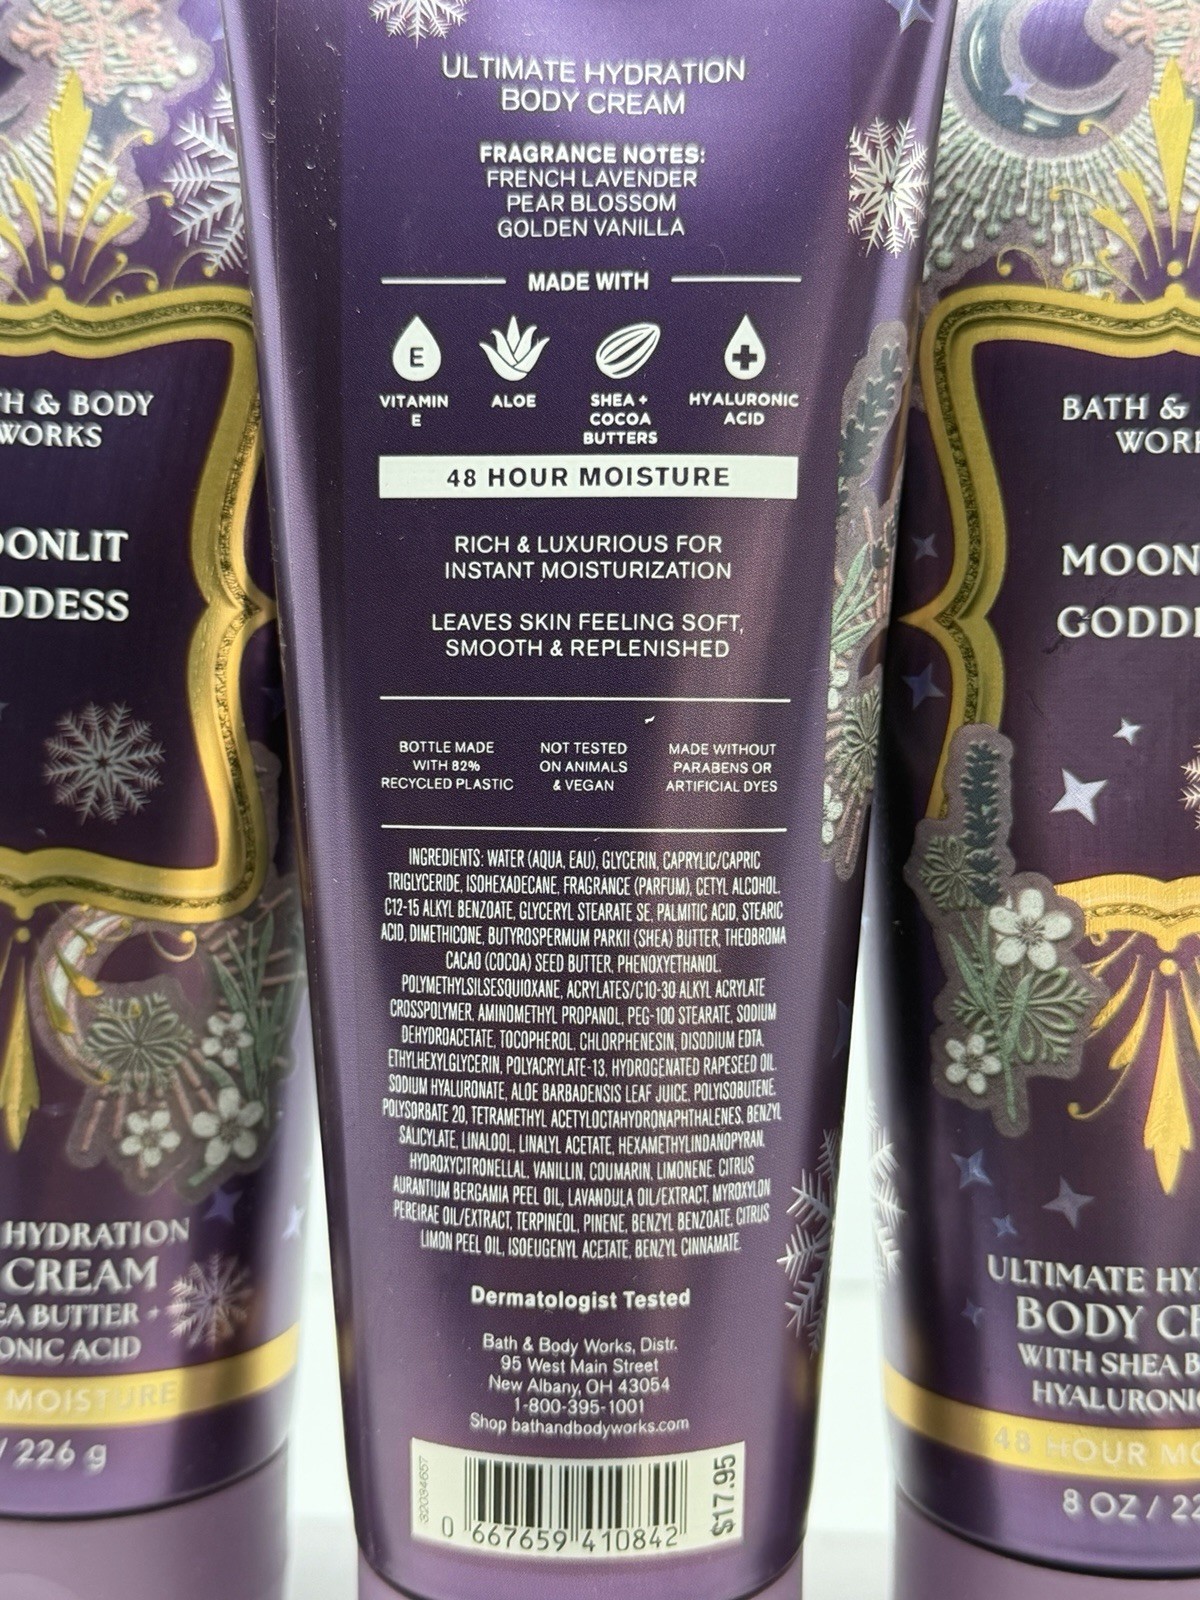 ULTIMATE HYDRATION
BODY CREAM
FRAGRANCE NOTES:
FRENCH LAVENDER
PEAR BLOSSOM
GOLDEN VANILLA
MADE WITH
E
VITAMIN
E
ALOE
SHEA +
COCOA
BUTTERS
HYALURONIC
ACID
48 HOUR MOISTURE
RICH & LUXURIOUS FOR
INSTANT MOISTURIZATION
LEAVES SKIN FEELING SOFT,
SMOOTH & REPLENISHED
BOTTLE MADE
WITH 82%
RECYCLED PLASTIC
NOT TESTED
ON ANIMALS
& VEGAN
MADE WITHOUT
PARABENS OR
ARTIFICIAL DYES
INGREDIENTS: WATER (AQUA, EAU), GLYCERIN, CAPRYLIC/CAPRIC
TRIGLYCERIDE, ISOHEXADECANE, FRAGRANCE (PARFUM), CETYL ALCOHOL,
C12-15 ALKYL BENZOATE, GLYCERYL STEARATE SE, PALMITIC ACID, STEARIC
ACID, DIMETHICONE, BUTYROSPERMUM PARKII (SHEA) BUTTER, THEOBROMA
CACAO (COCOA) SEED BUTTER, PHENOXYETHANOL,
POLYMETHYLSILSESQUIOXANE, ACRYLATES/C10-30 ALKYL ACRYLATE
CROSSPOLYMER, AMINOMETHYL PROPANOL, PEG-100 STEARATE, SODIUM
DEHYDROACETATE, TOCOPHEROL, CHLORPHENESIN, DISODIUM EDTA,
ETHYLHEXYLGLYCERIN, POLYACRYLATE-13, HYDROGENATED RAPESEED OIL,
SODIUM HYALURONATE, ALOE BARBADENSIS LEAF JUICE, POLYISOBUTENE,
POLYSORBATE 20, TETRAMETHYL ACETYLOCTAHYDRONAPHTHALENES, BENZYL
SALICYLATE, LINALOOL, LINALYL ACETATE, HEXAMETHYLINDANOPYRAN,
HYDROXYCITRONELLAL, VANILLIN, COUMARIN, LIMONENE, CITRUS
AURANTIUM BERGAMIA PEEL OIL, LAVANDULA OIL/EXTRACT, MYROXYLON
PEREIRAE OIL/EXTRACT, TERPINEOL, PINENE, BENZYL BENZOATE, CITRUS
LIMON PEEL OIL, ISOEUGENYL ACETATE, BENZYL CINNAMATE.
Dermatologist Tested
Bath & Body Works, Distr.
95 West Main Street
New Albany, OH 43054
1-800-395-1001
Shop bathandbodyworks.com
0 667659 410842
$17.95
TH & BODY
WORKS
OONLIT
DDESS
HYDRATION
CREAM
EA BUTTER +
ONIC ACID
MOISTURE
/ 226 g
BATH &
WOR
MOON
GODD
ULTIMATE HY
BODY C
WITH SHEA B
HYALURONI
48 HOUR MO
8 OZ / 22